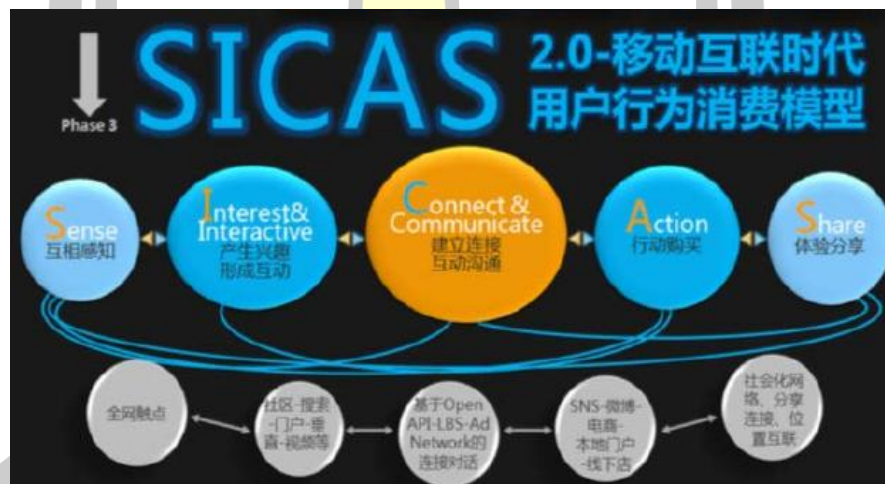 SICAS
2.0-移动互联时代
用户行为消费模型
Phase 3
Sense
互相感知
Interest&
Interactive
产生兴趣
形成互动
Connect &
Communicate
建立连接
互动沟通
Action
行动购买
Share
体验分享
全网触点
社区-搜索
-门户-垂
直-视频等
基于Open
API-LBS-Ad
Network的
连接对话
SNS-微博-
电商-
本地门户
-线下店
社会化网
络、分享
连接、位
置互联